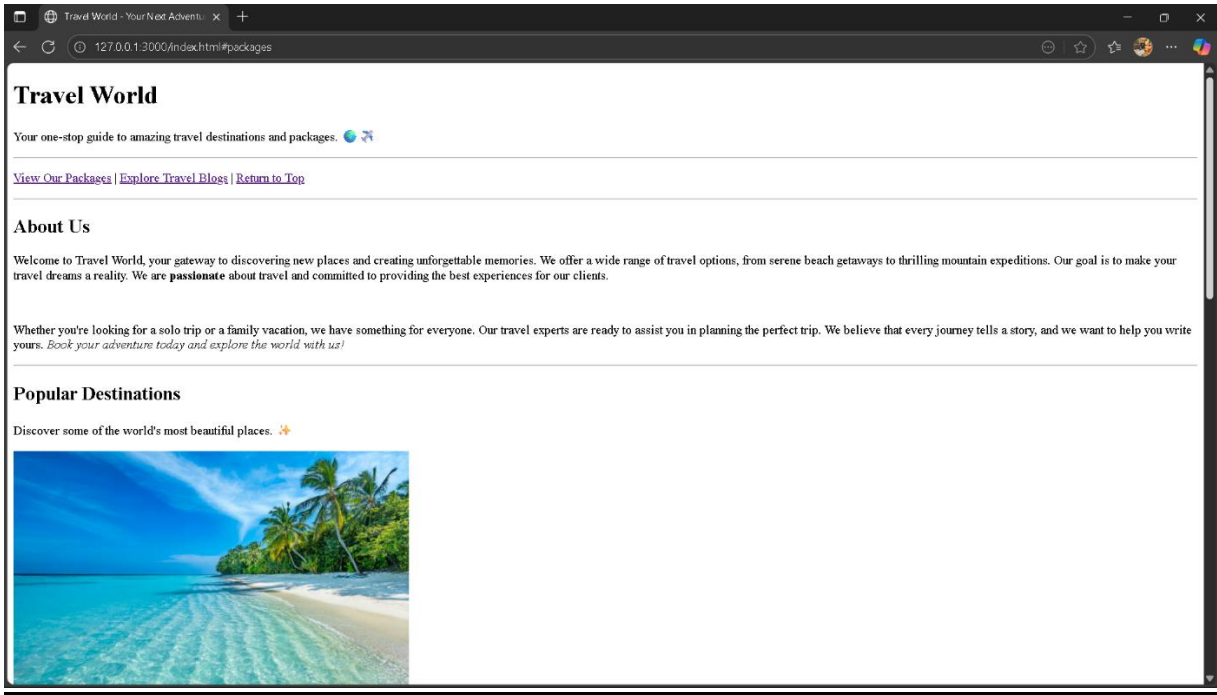 Travel World - Your Next Adventu
127.0.0.1:3000/index.html#packages
Travel World
Your one-stop guide to amazing travel destinations and packages. 🌍 ✈️
View Our Packages | Explore Travel Blogs | Return to Top
About Us
Welcome to Travel World, your gateway to discovering new places and creating unforgettable memories. We offer a wide range of travel options, from serene beach getaways to thrilling mountain expeditions. Our goal is to make your
travel dreams a reality. We are passionate about travel and committed to providing the best experiences for our clients.
Whether you're looking for a solo trip or a family vacation, we have something for everyone. Our travel experts are ready to assist you in planning the perfect trip. We believe that every journey tells a story, and we want to help you write
yours. Book your adventure today and explore the world with us!
Popular Destinations
Discover some of the world's most beautiful places. ✨